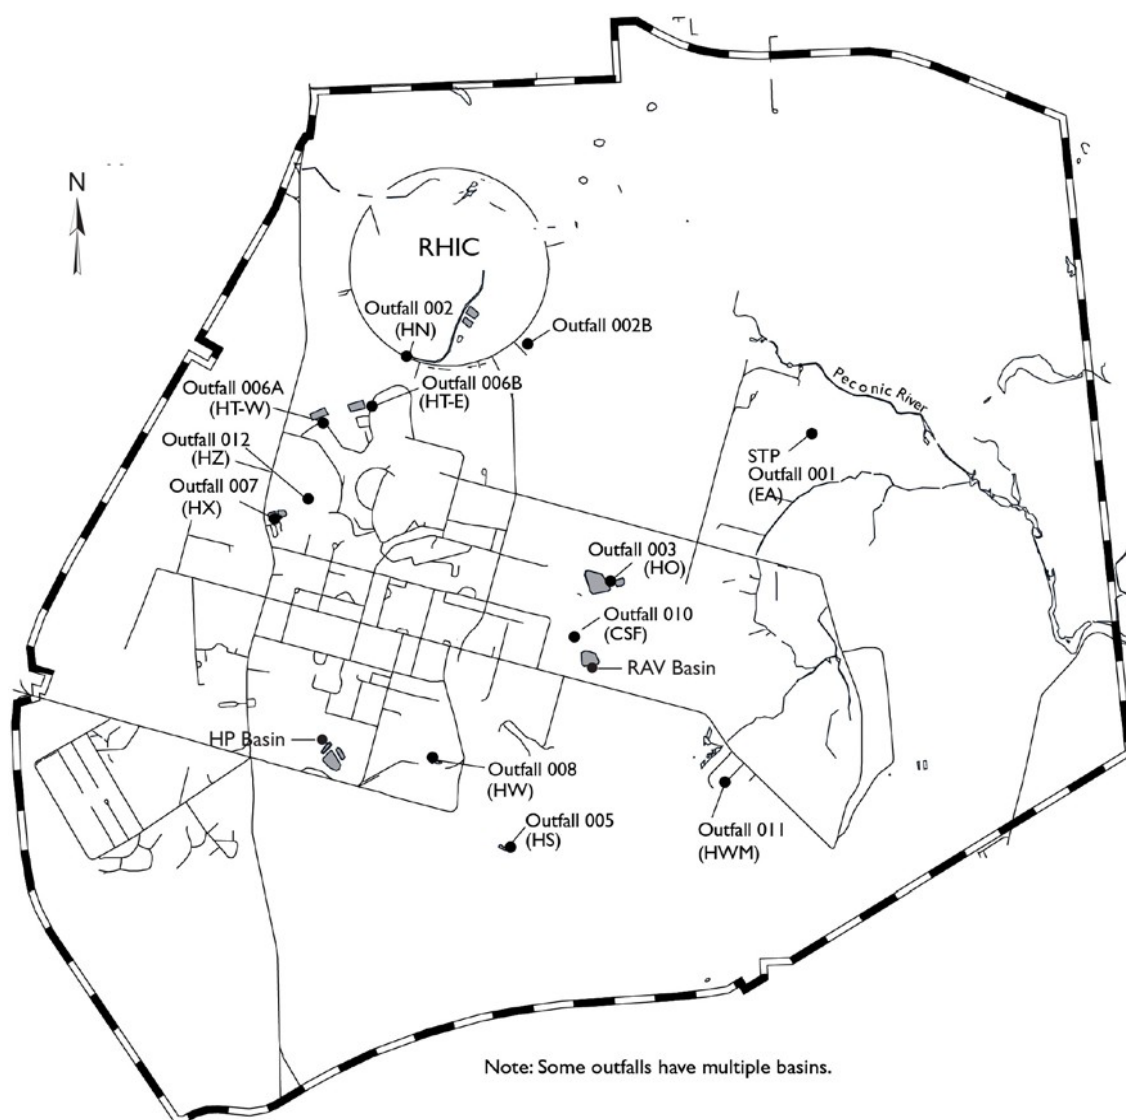 N
RHIC
Outfall 002
(HN)
Outfall 002B
Outfall 006A
(HT-W)
Outfall 006B
(HT-E)
Peconic River
Outfall 012
(HZ)
STP
Outfall 001
(EA)
Outfall 007
(HX)
Outfall 003
(HO)
Outfall 010
(CSF)
RAV Basin
HP Basin
Outfall 008
(HW)
Outfall 005
(HS)
Outfall 011
(HWM)
Note: Some outfalls have multiple basins.